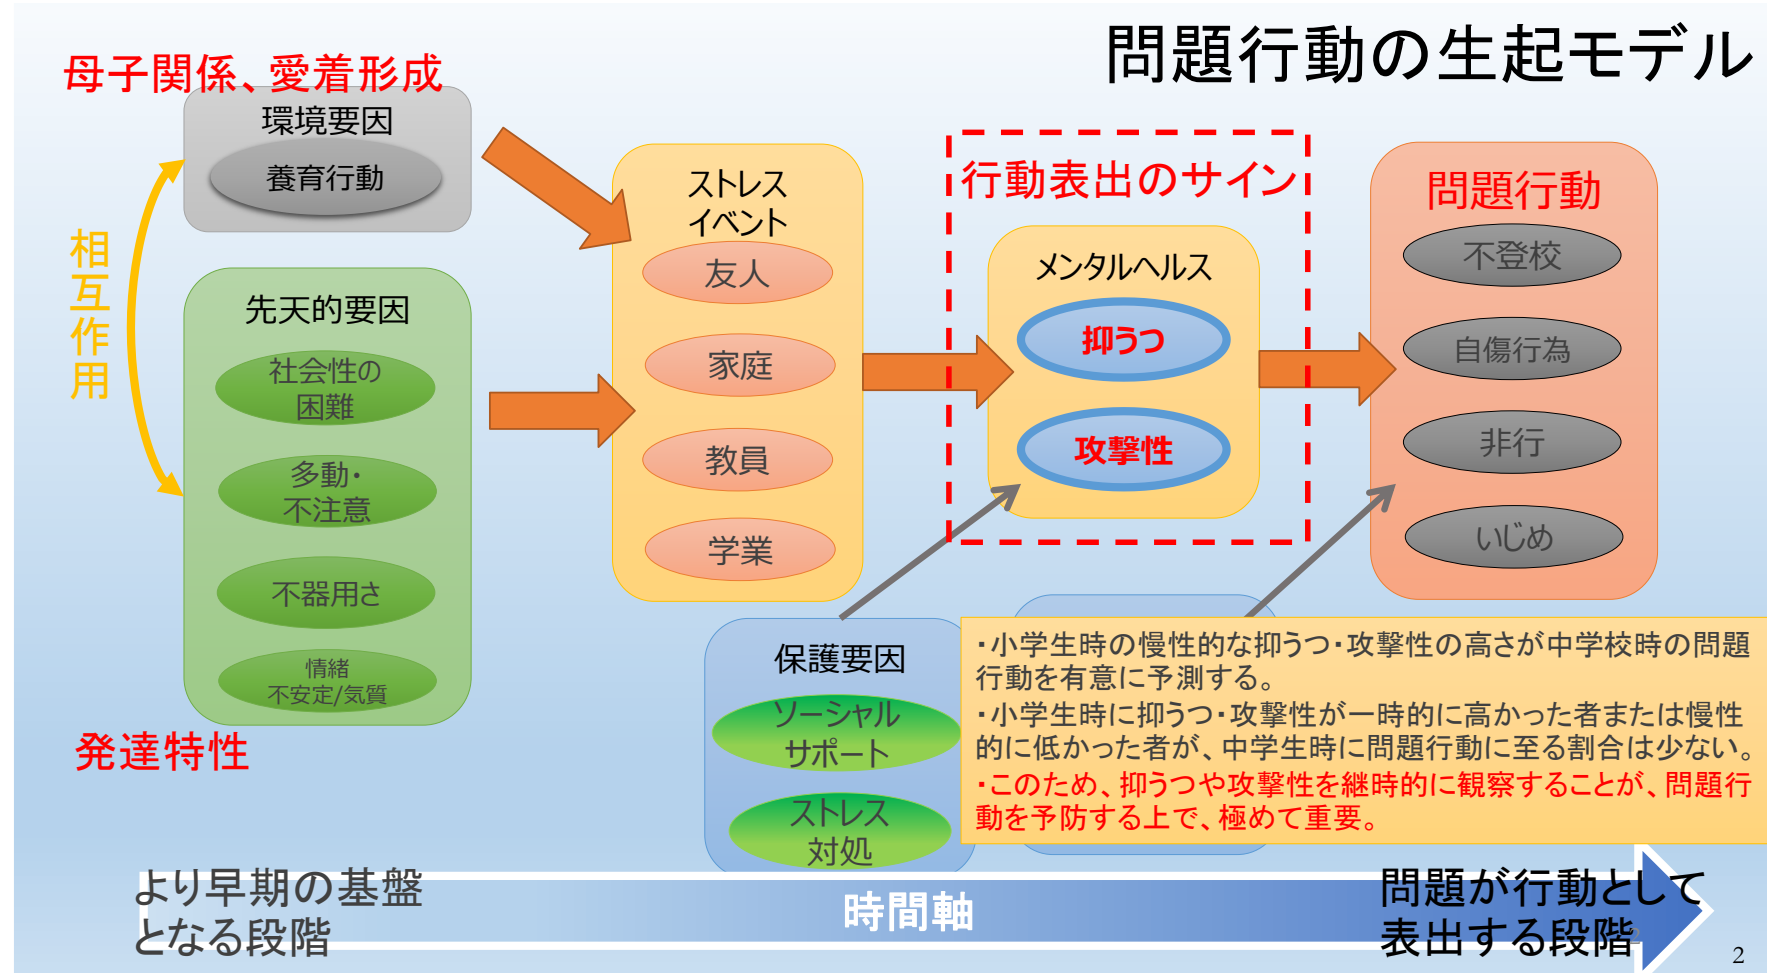 問題行動の生起モデル
母子関係、愛着形成
環境要因
養育行動
相互作用
先天的要因
社会性の
困難
多動・
不注意
不器用さ
情緒
不安定/気質
発達特性
ストレス
イベント
友人
家庭
教員
学業
行動表出のサイン
メンタルヘルス
抑うつ
攻撃性
問題行動
不登校
自傷行為
非行
いじめ
保護要因
ソーシャル
サポート
ストレス
対処
・小学生時の慢性的な抑うつ・攻撃性の高さが中学校時の問題
行動を有意に予測する。
・小学生時に抑うつ・攻撃性が一時的に高かった者または慢性
的に低かった者が、中学生時に問題行動に至る割合は少ない。
・このため、抑うつや攻撃性を継時的に観察することが、問題行
動を予防する上で、極めて重要。
より早期の基盤
となる段階
時間軸
問題が行動として
表出する段階
2
2